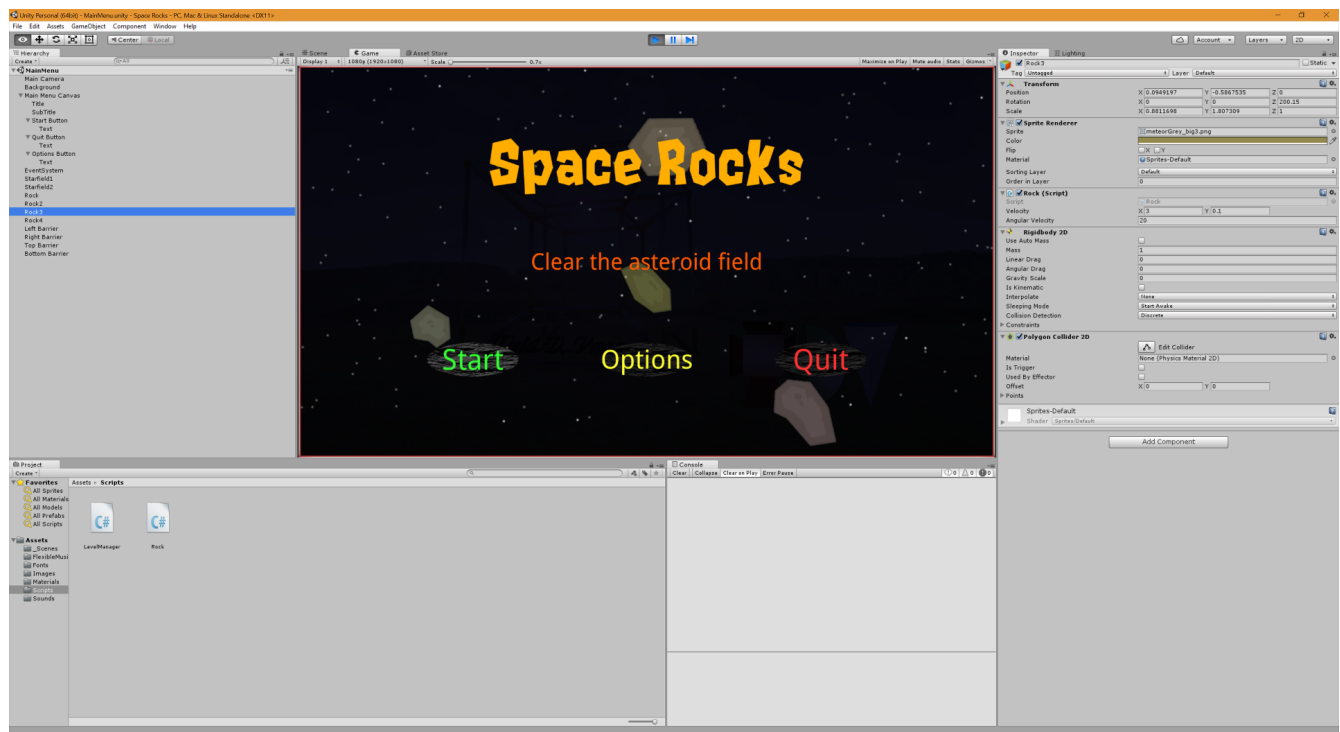 Unity Personal (64bit) - MainMenu.unity - Space Rocks - PC, Mac & Linux Standalone <DX11>
File Edit Assets GameObject Component Window Help
Center Local
Account Layers 2D
Hierarchy
Create All
MainMenu
Main Camera
Background
Main Menu Canvas
Title
SubTitle
Start Button
Text
Quit Button
Text
Options Button
Text
EventSystem
Starfield1
Starfield2
Rock
Rock2
Rock3
Rock4
Left Barrier
Right Barrier
Top Barrier
Bottom Barrier
Scene Game Asset Store
Display 1 1080p (1920x1080) Scale 0.7x Maximize on Play Mute audio Stats Gizmos
Space Rocks
Clear the asteroid field
Start Options Quit
Inspector Lighting
Rock3 Static
Tag Untagged Layer Default
Transform
Position X 0.0949197 Y -0.5867535 Z 0
Rotation X 0 Y 0 Z 200.15
Scale X 0.8811698 Y 1.807309 Z 1
Sprite Renderer
Sprite meteorGrey_big3.png
Color
Flip X Y
Material Sprites-Default
Sorting Layer Default
Order in Layer 0
Rock (Script)
Script Rock
Velocity X 3 Y 0.1
Angular Velocity 20
Rigidbody 2D
Use Auto Mass
Mass 1
Linear Drag 0
Angular Drag 0
Gravity Scale 0
Is Kinematic
Interpolate None
Sleeping Mode Start Awake
Collision Detection Discrete
Constraints
Polygon Collider 2D
Edit Collider
Material None (Physics Material 2D)
Is Trigger
Used By Effector
Offset X 0 Y 0
Points
Sprites-Default
Shader Sprites/Default
Add Component
Project
Create
Favorites
All Sprites
All Materials
All Models
All Prefabs
All Scripts
Assets
_Scenes
FlexibleMusi
Fonts
Images
Materials
Scripts
Sounds
Assets ▸ Scripts
C# C#
LevelManager Rock
Console
Clear Collapse Clear on Play Error Pause 0 0 0